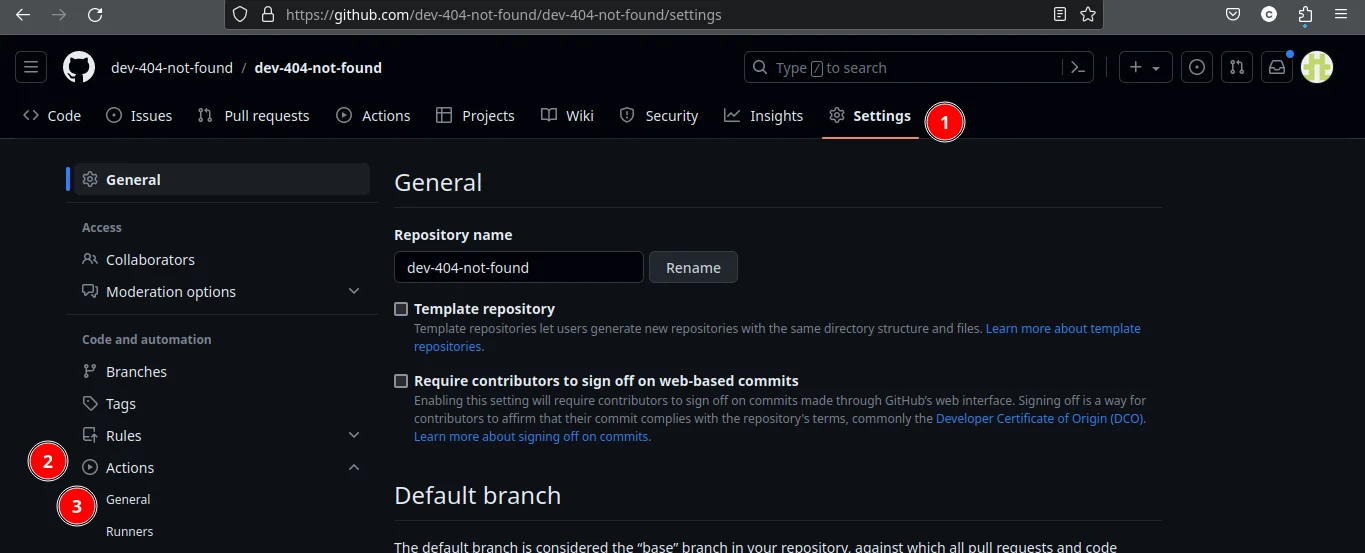 https://github.com/dev-404-not-found/dev-404-not-found/settings
C
dev-404-not-found / dev-404-not-found
Type / to search
Code Issues Pull requests Actions Projects Wiki Security Insights Settings 1
General
Access
Collaborators
Moderation options
Code and automation
Branches
Tags
Rules
2 Actions
3 General
Runners
General
Repository name
dev-404-not-found Rename
Template repository
Template repositories let users generate new repositories with the same directory structure and files. Learn more about template
repositories.
Require contributors to sign off on web-based commits
Enabling this setting will require contributors to sign off on commits made through GitHub's web interface. Signing off is a way for
contributors to affirm that their commit complies with the repository's terms, commonly the Developer Certificate of Origin (DCO).
Learn more about signing off on commits.
Default branch
The default branch is considered the “base” branch in your repository, against which all pull requests and code